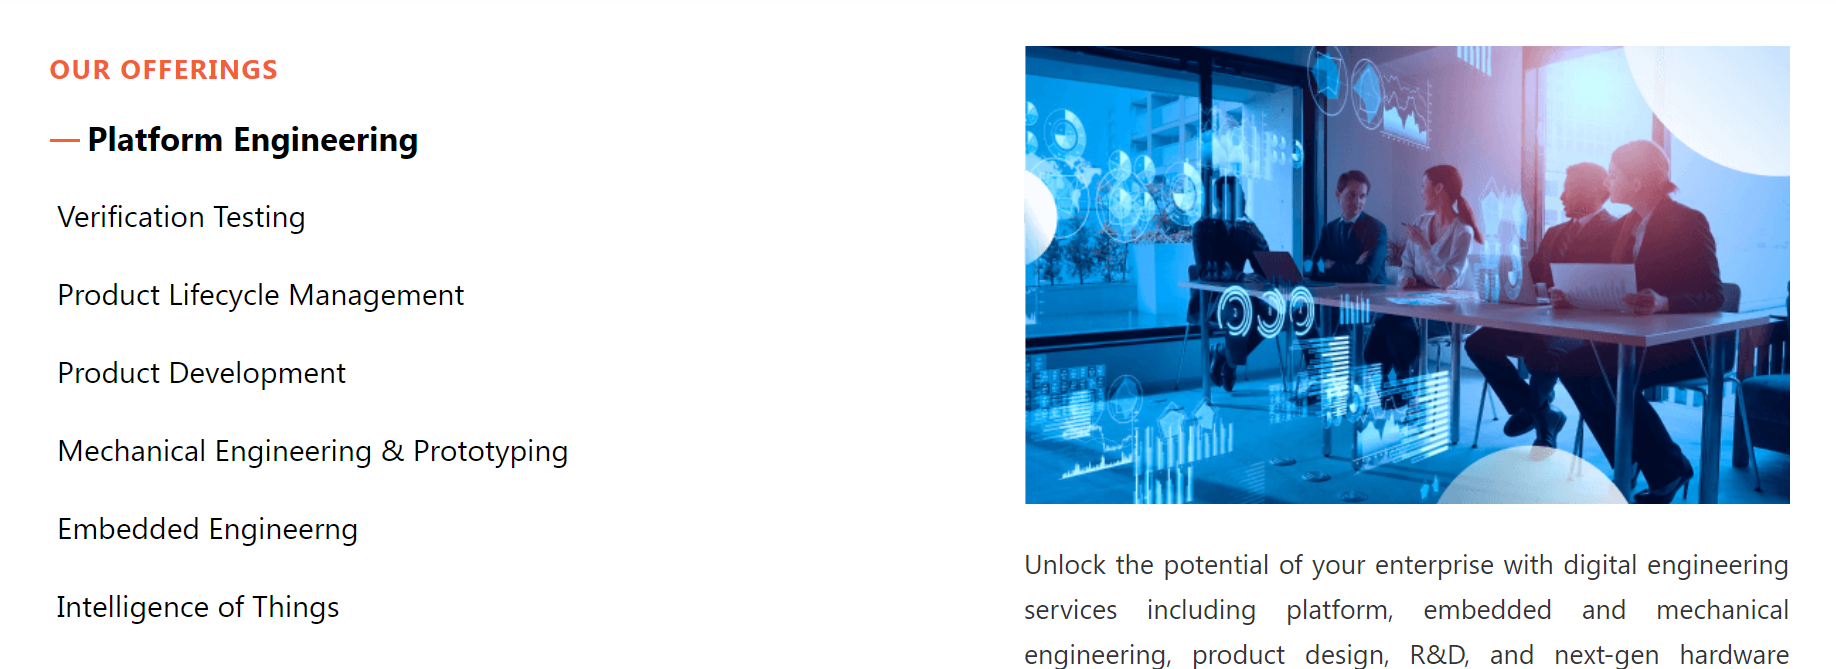 OUR OFFERINGS
— Platform Engineering
Verification Testing
Product Lifecycle Management
Product Development
Mechanical Engineering & Prototyping
Embedded Engineerng
Intelligence of Things
Unlock the potential of your enterprise with digital engineering
services including platform, embedded and mechanical
engineering, product design, R&D, and next-gen hardware